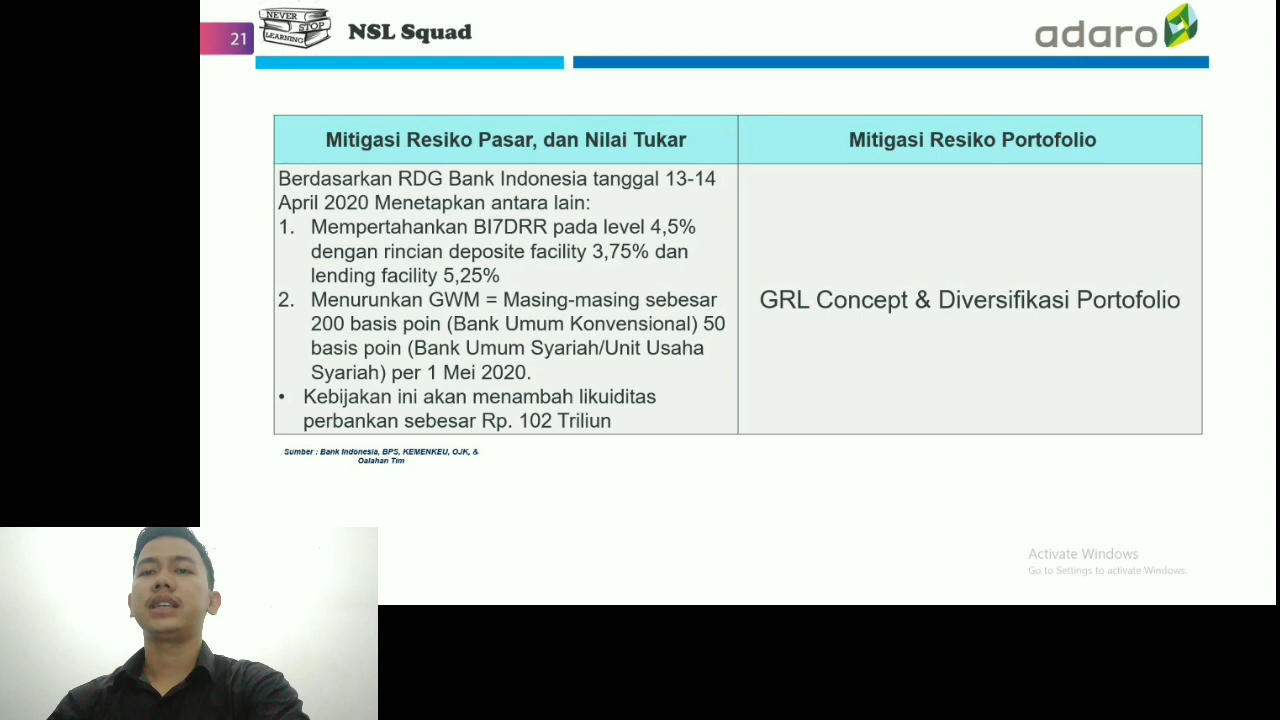 21
NEVER
STOP
LEARNING
NSL Squad
adaro
Mitigasi Resiko Pasar, dan Nilai Tukar
Mitigasi Resiko Portofolio
Berdasarkan RDG Bank Indonesia tanggal 13-14
April 2020 Menetapkan antara lain:
1. Mempertahankan BI7DRR pada level 4,5%
dengan rincian deposite facility 3,75% dan
lending facility 5,25%
2. Menurunkan GWM = Masing-masing sebesar
200 basis poin (Bank Umum Konvensional) 50
basis poin (Bank Umum Syariah/Unit Usaha
Syariah) per 1 Mei 2020.
• Kebijakan ini akan menambah likuiditas
perbankan sebesar Rp. 102 Triliun
GRL Concept & Diversifikasi Portofolio
Sumber : Bank Indonesia, BPS, KEMENKEU, OJK, &
Oalahan Tim
Activate Windows
Go to Settings to activate Windows.